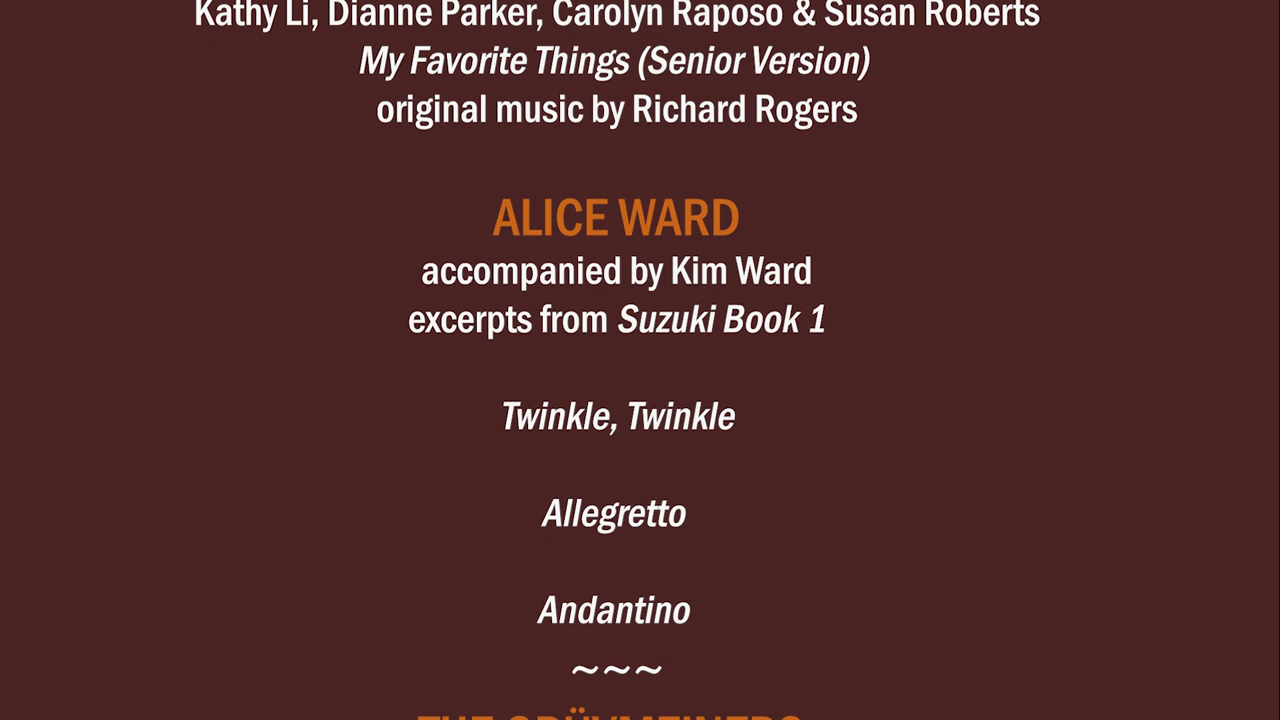 Kathy Li, Dianne Parker, Carolyn Raposo & Susan Roberts
My Favorite Things (Senior Version)
original music by Richard Rogers
ALICE WARD
accompanied by Kim Ward
excerpts from Suzuki Book 1
Twinkle, Twinkle
Allegretto
Andantino
~~~
THE